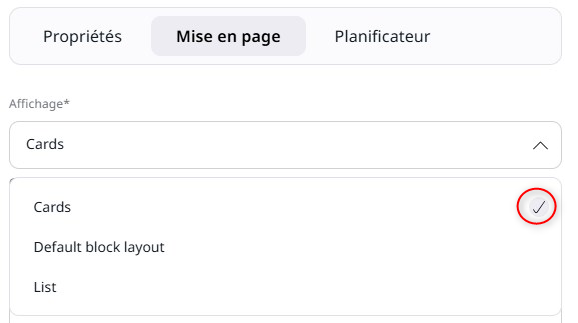 Propriétés Mise en page Planificateur
Affichage*
Cards
Cards
Default block layout
List